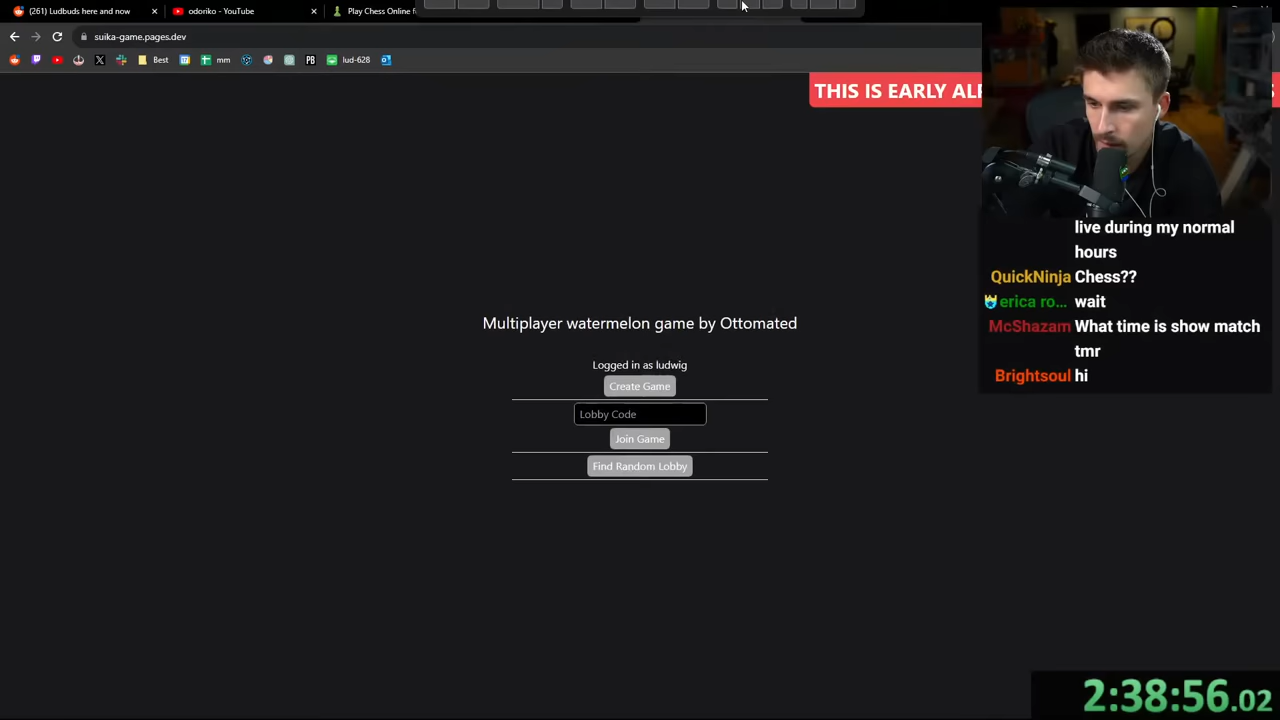 (261) Ludbuds here and now
odoriko - YouTube
Play Chess Online f
suika-game.pages.dev
Best
mm
lud-628
THIS IS EARLY AL
Multiplayer watermelon game by Ottomated
Logged in as ludwig
Create Game
Lobby Code
Join Game
Find Random Lobby
live during my normal
hours
QuickNinja Chess??
erica ro... wait
McShazam What time is show match
tmr
Brightsoul hi
2:38:56.02